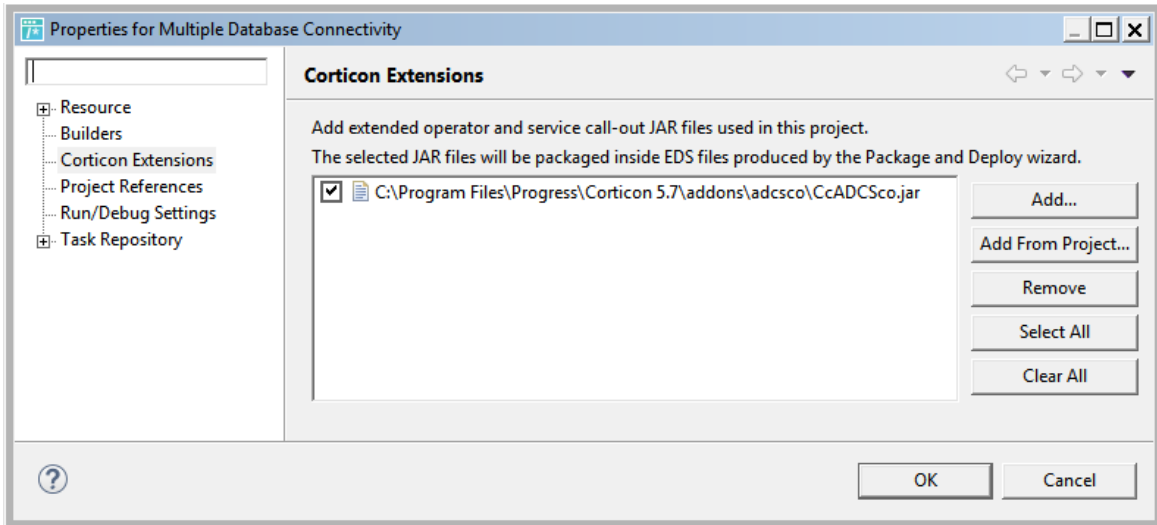 Properties for Multiple Database Connectivity
Corticon Extensions
Resource
Builders
Corticon Extensions
Project References
Run/Debug Settings
Task Repository
Add extended operator and service call-out JAR files used in this project.
The selected JAR files will be packaged inside EDS files produced by the Package and Deploy wizard.
C:\Program Files\Progress\Corticon 5.7\addons\adcsco\CcADCSco.jar
Add...
Add From Project...
Remove
Select All
Clear All
?
OK
Cancel